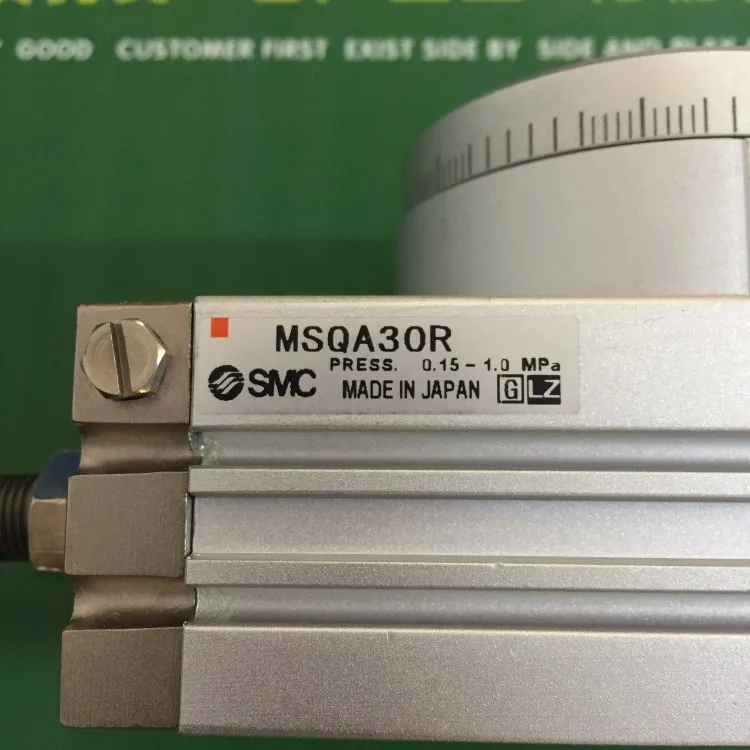 GOOD CUSTOMER FIRST EXIST SIDE BY SIDE AND
MSQA30R
PRESS. 0.15-1.0 MPa
SMC MADE IN JAPAN G LZ